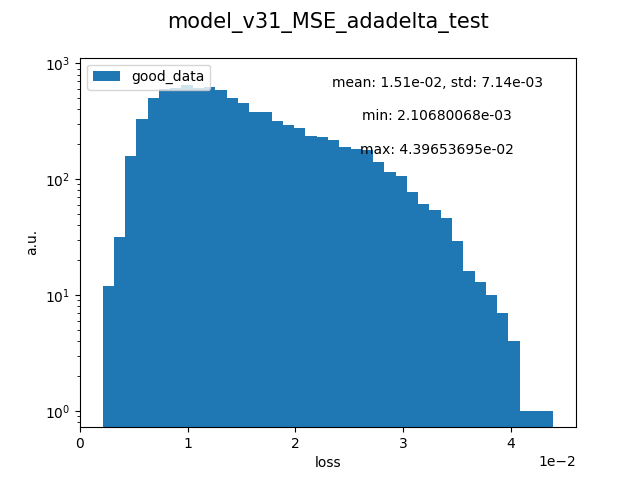 model_v31_MSE_adadelta_test
good_data
mean: 1.51e-02, std: 7.14e-03
min: 2.10680068e-03
max: 4.39653695e-02
a.u.
10³
10²
10¹
10⁰
0 1 2 3 4
1e−2
loss